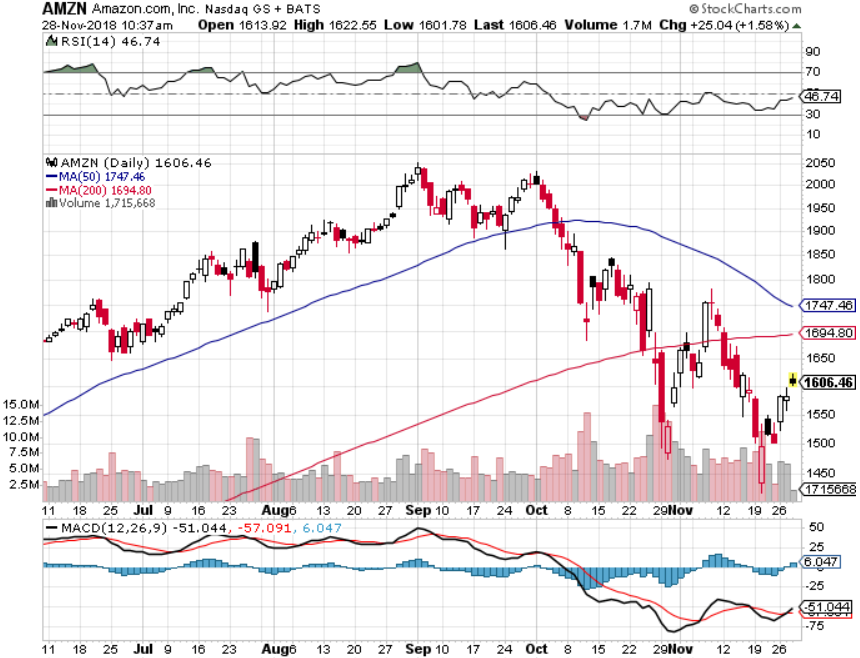 AMZN Amazon.com, Inc. Nasdaq GS + BATS © StockCharts.com
28-Nov-2018 10:37am Open 1613.92 High 1622.55 Low 1601.78 Last 1606.46 Volume 1.7M Chg +25.04 (+1.58%)
RSI(14) 46.74
90
70
46.74
30
10
AMZN (Daily) 1606.46
MA(50) 1747.46
MA(200) 1694.80
Volume 1,715,668
2050
2000
1950
1900
1850
1800
1747.46
1694.80
1650
1606.46
1550
1500
1450
1715668
15.0M
12.5M
10.0M
7.5M
5.0M
2.5M
11 18 25 Jul 9 16 23 Aug 6 13 20 27 Sep 10 17 24 Oct 8 15 22 29 Nov 12 19 26
MACD(12,26,9) -51.044, -57.091, 6.047
50
25
6.047
-25
-51.044
-75
11 18 25 Jul 9 16 23 Aug 6 13 20 27 Sep 10 17 24 Oct 8 15 22 29 Nov 12 19 26